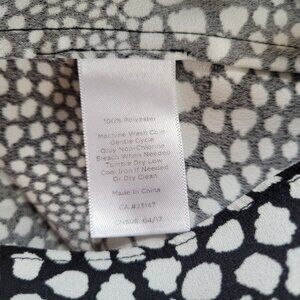 100% Polyester
Machine Wash Cold
Gentle Cycle
Only Non-Chlorine
Bleach When Needed
Tumble Dry Low
Cool Iron If Needed
Or Dry Clean
Made In China
CA #23147
04/17